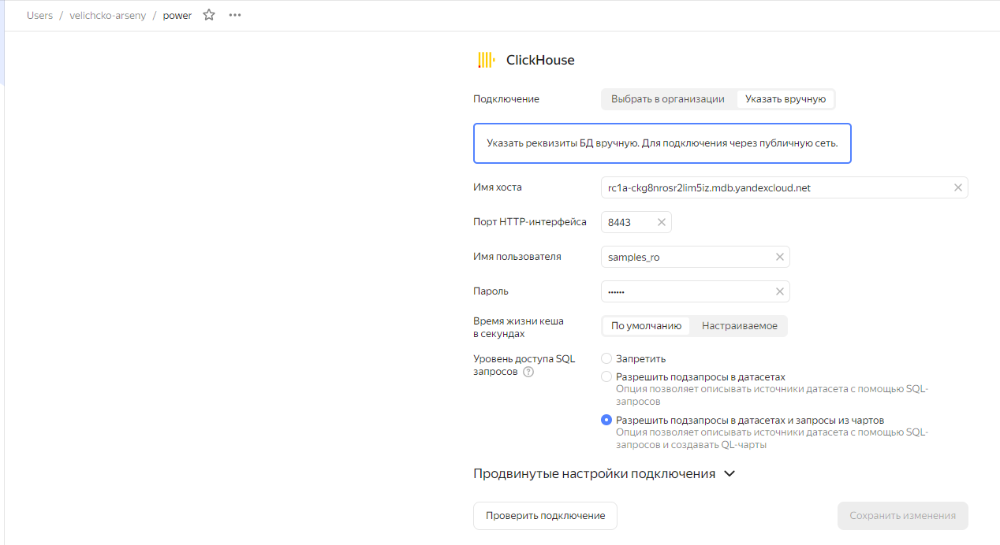 Users / velichcko-arseny / power
ClickHouse
Подключение Выбрать в организации Указать вручную
Указать реквизиты БД вручную. Для подключения через публичную сеть.
Имя хоста rc1a-ckg8nrosr2lim5iz.mdb.yandexcloud.net
Порт HTTP-интерфейса 8443
Имя пользователя samples_ro
Пароль ••••••
Время жизни кеша
в секундах
По умолчанию Настраиваемое
Уровень доступа SQL
запросов ?
Запретить
Разрешить подзапросы в датасетах
Опция позволяет описывать источники датасета с помощью SQL-
запросов
Разрешить подзапросы в датасетах и запросы из чартов
Опция позволяет описывать источники датасета с помощью SQL-
запросов и создавать QL-чарты
Продвинутые настройки подключения
Проверить подключение Сохранить изменения